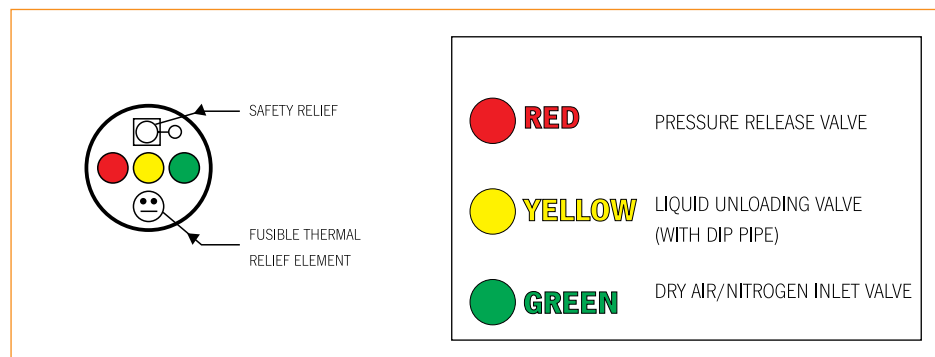 SAFETY RELIEF
FUSIBLE THERMAL
RELIEF ELEMENT
RED
PRESSURE RELEASE VALVE
YELLOW
LIQUID UNLOADING VALVE
(WITH DIP PIPE)
GREEN
DRY AIR/NITROGEN INLET VALVE